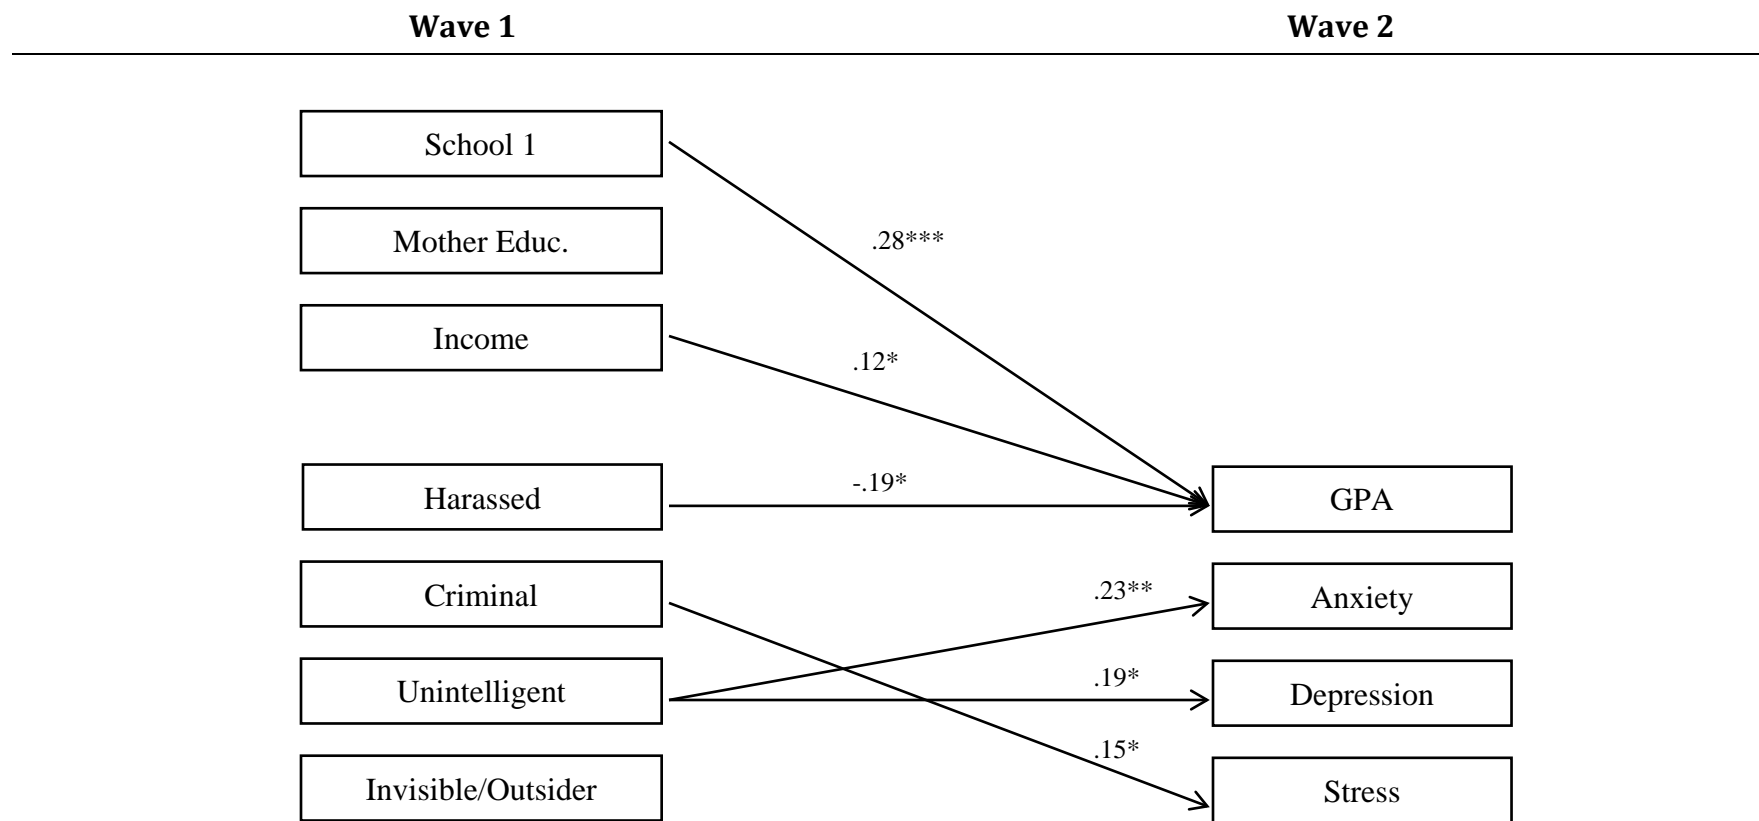 Wave 1
Wave 2
School 1
Mother Educ.
.28***
Income
.12*
Harassed
-.19*
GPA
Criminal
.23**
Anxiety
Unintelligent
.19*
Depression
.15*
Invisible/Outsider
Stress